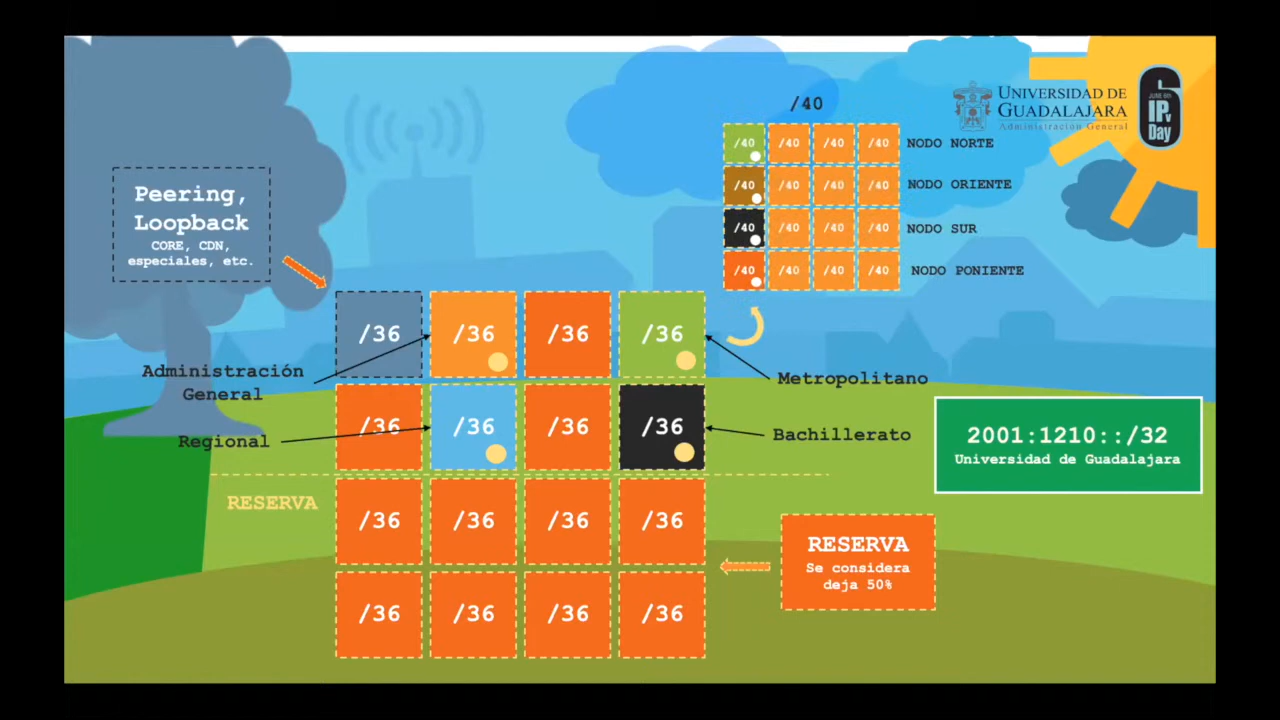 /40
UNIVERSIDAD DE
GUADALAJARA
Administración General
JUNE 6TH
IPv
Day
/40 /40 /40 /40 NODO NORTE
/40 /40 /40 /40 NODO ORIENTE
/40 /40 /40 /40 NODO SUR
/40 /40 /40 /40 NODO PONIENTE
Peering,
Loopback
CORE, CDN,
especiales, etc.
/36 /36 /36 /36
Administración
General
Metropolitano
/36 /36 /36 /36
Regional
Bachillerato
2001:1210::/32
Universidad de Guadalajara
RESERVA
/36 /36 /36 /36
RESERVA
Se considera
deja 50%
/36 /36 /36 /36